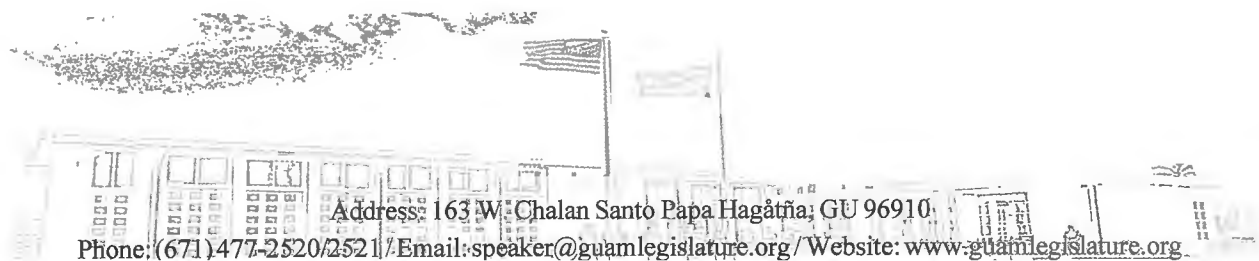 Address: 163 W. Chalan Santo Papa Hagåtña, GU 96910
Phone: (671) 477-2520/2521 / Email: speaker@guamlegislature.org / Website: www.guamlegislature.org